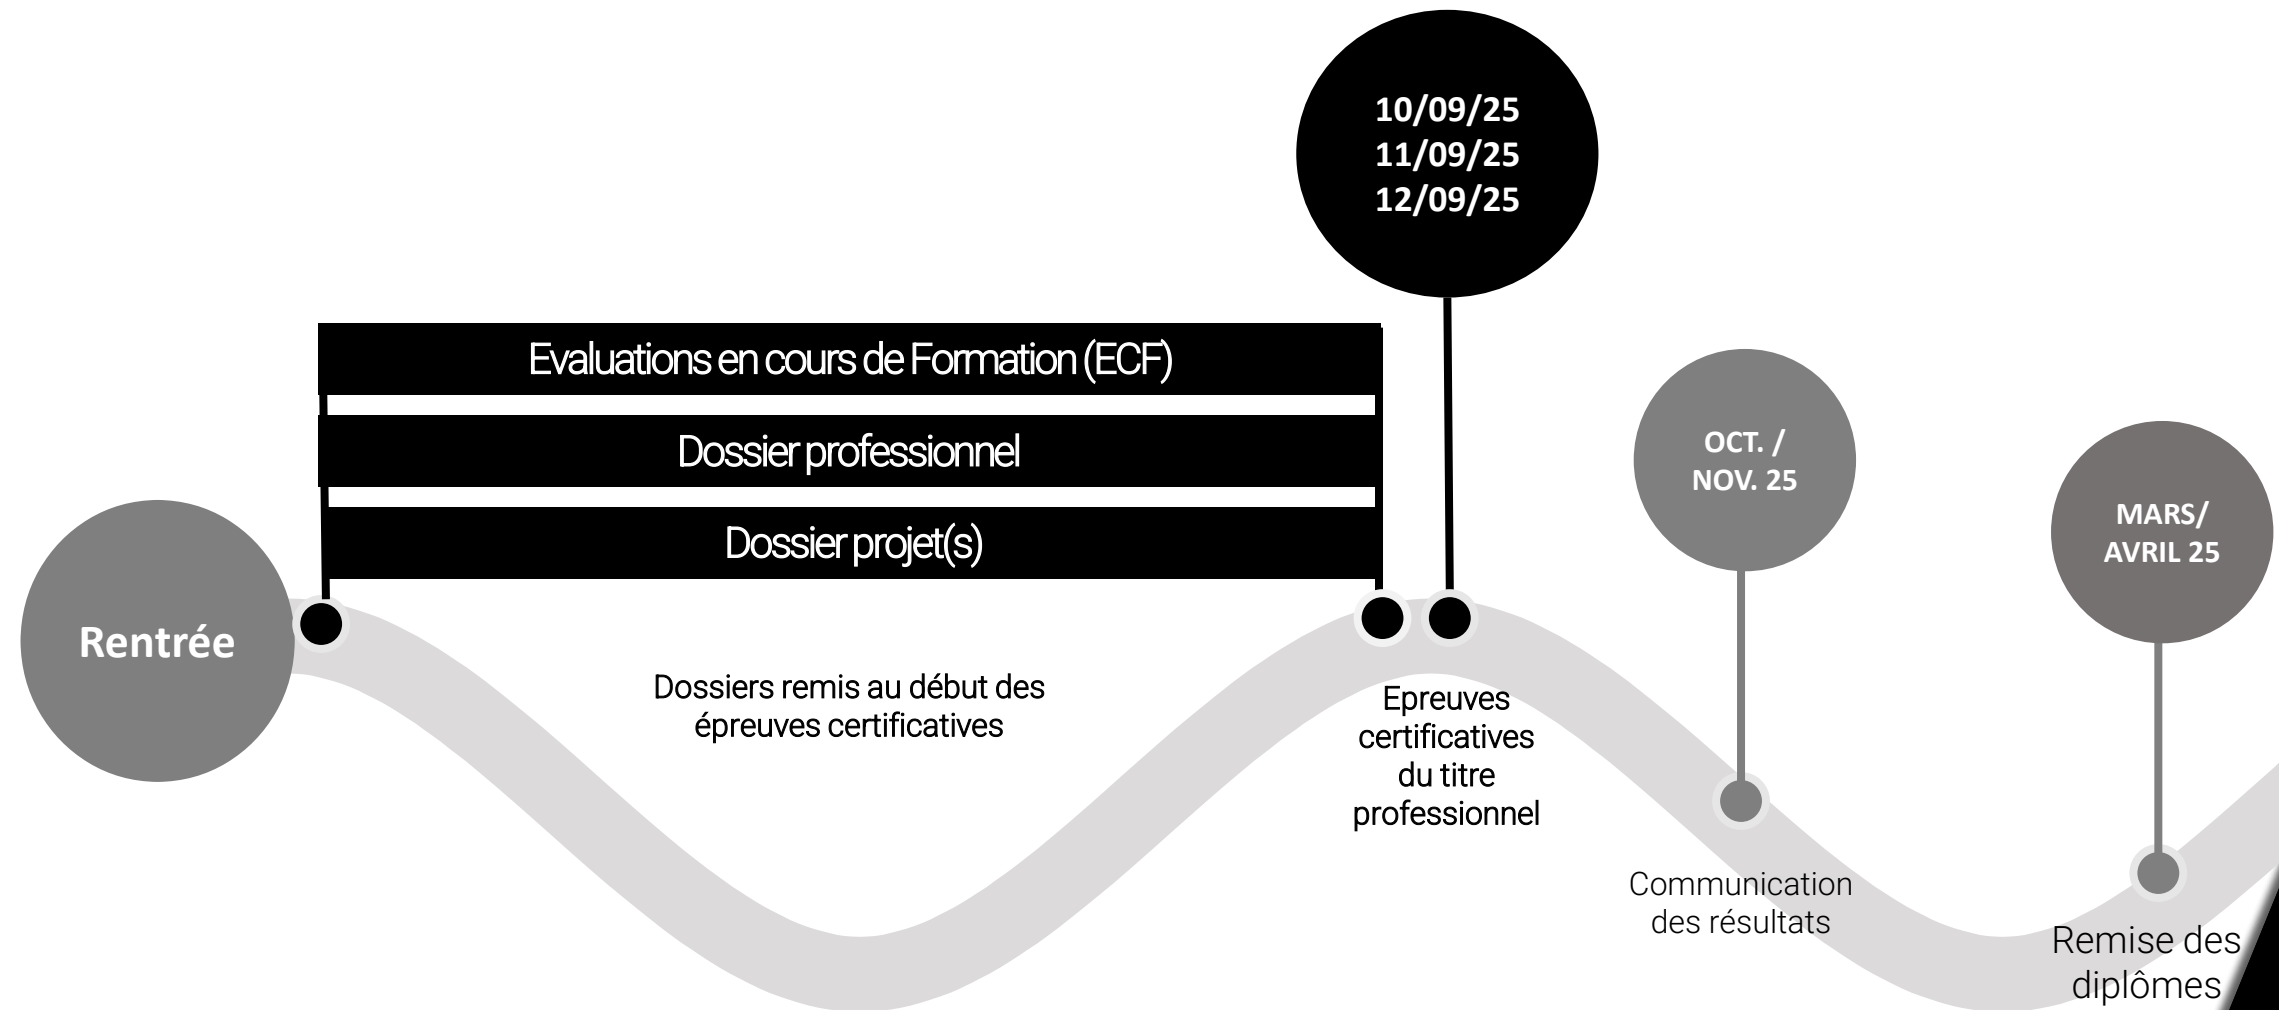 10/09/25
11/09/25
12/09/25
Evaluations en cours de Formation (ECF)
Dossier professionnel
Dossier projet(s)
Rentrée
OCT. /
NOV. 25
MARS/
AVRIL 25
Dossiers remis au début des
épreuves certificatives
Epreuves
certificatives
du titre
professionnel
Communication
des résultats
Remise des
diplômes